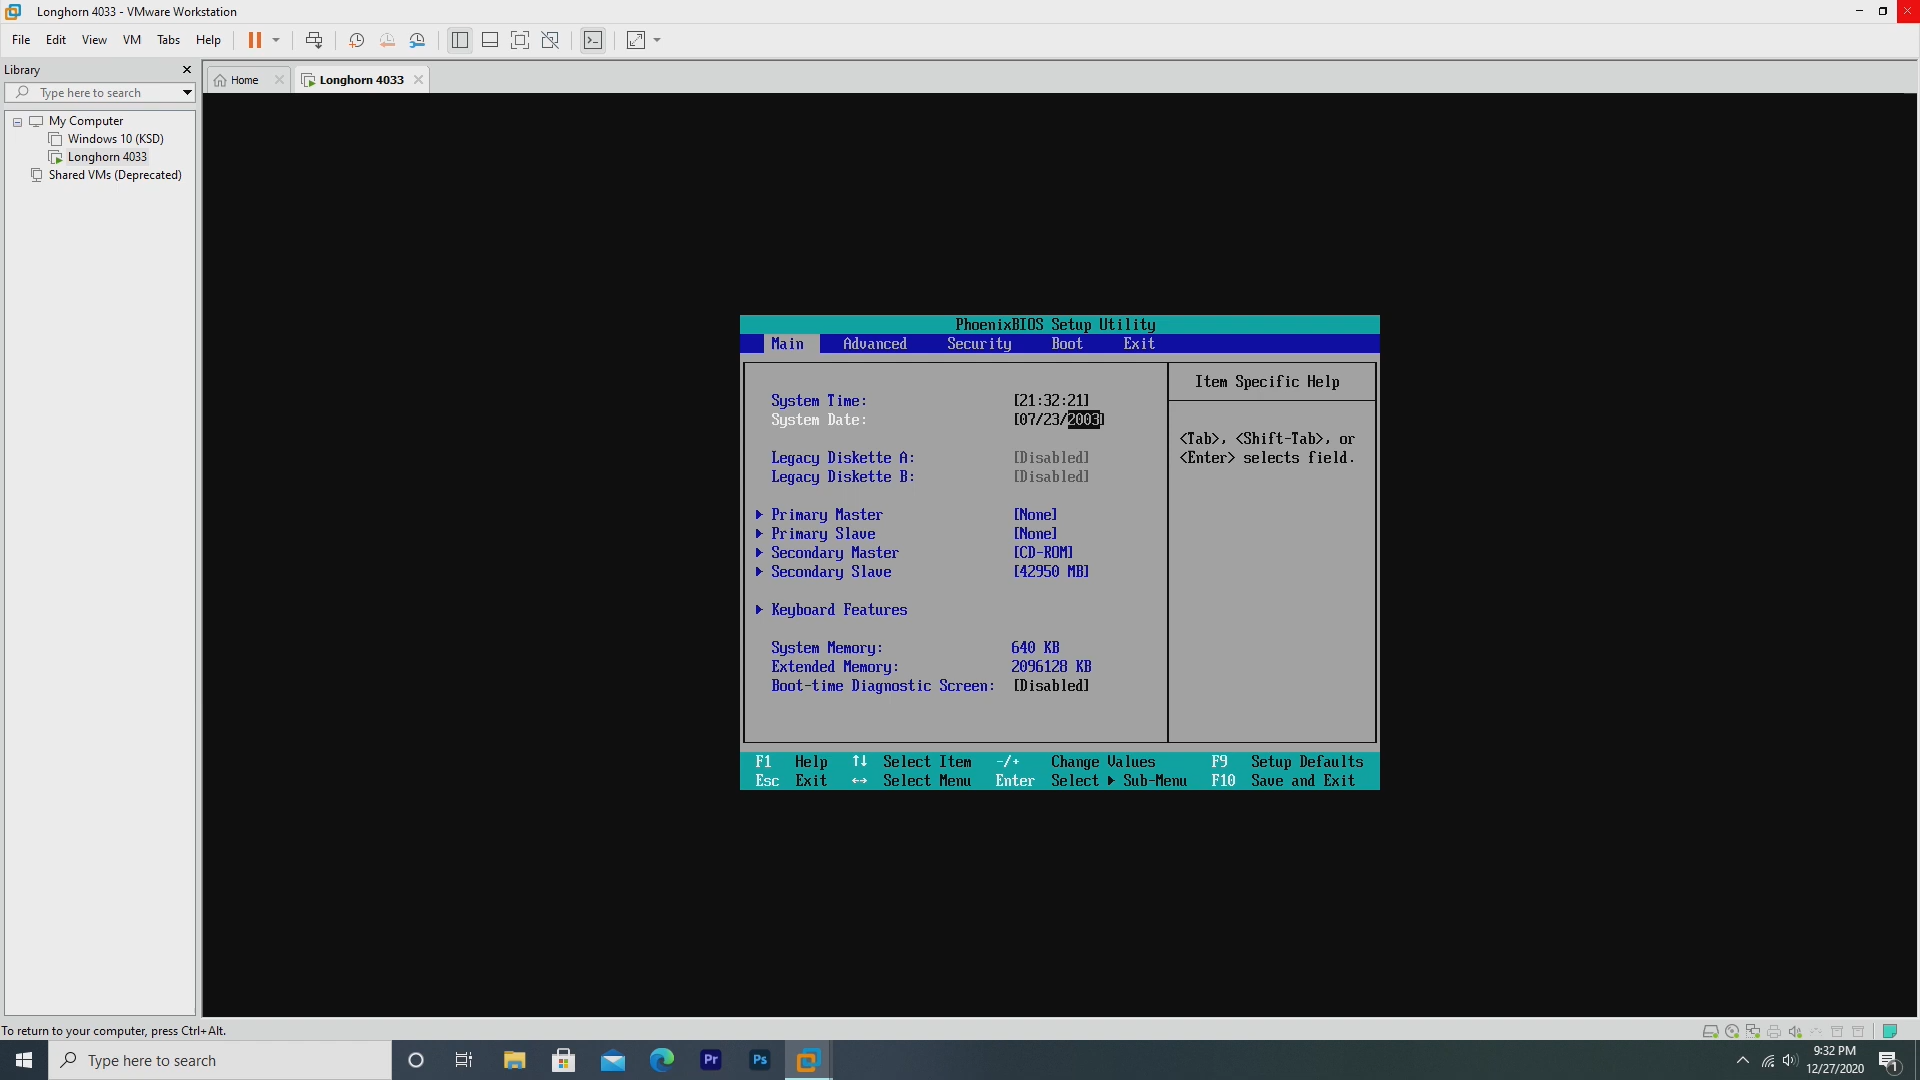 Longhorn 4033 - VMware Workstation
File Edit View VM Tabs Help
Library
Type here to search
Home
Longhorn 4033
My Computer
Windows 10 (KSD)
Longhorn 4033
Shared VMs (Deprecated)
PhoenixBIOS Setup Utility
Main Advanced Security Boot Exit
Item Specific Help
System Time: [21:32:21]
System Date: [07/23/2003]
<Tab>, <Shift-Tab>, or
<Enter> selects field.
Legacy Diskette A: [Disabled]
Legacy Diskette B: [Disabled]
Primary Master [None]
Primary Slave [None]
Secondary Master [CD-ROM]
Secondary Slave [42950 MB]
Keyboard Features
System Memory: 640 KB
Extended Memory: 2096128 KB
Boot-time Diagnostic Screen: [Disabled]
F1 Help ↑↓ Select Item -/+ Change Values F9 Setup Defaults
Esc Exit ↔ Select Menu Enter Select ▶ Sub-Menu F10 Save and Exit
To return to your computer, press Ctrl+Alt.
Type here to search
Pr
Ps
9:32 PM
12/27/2020
1